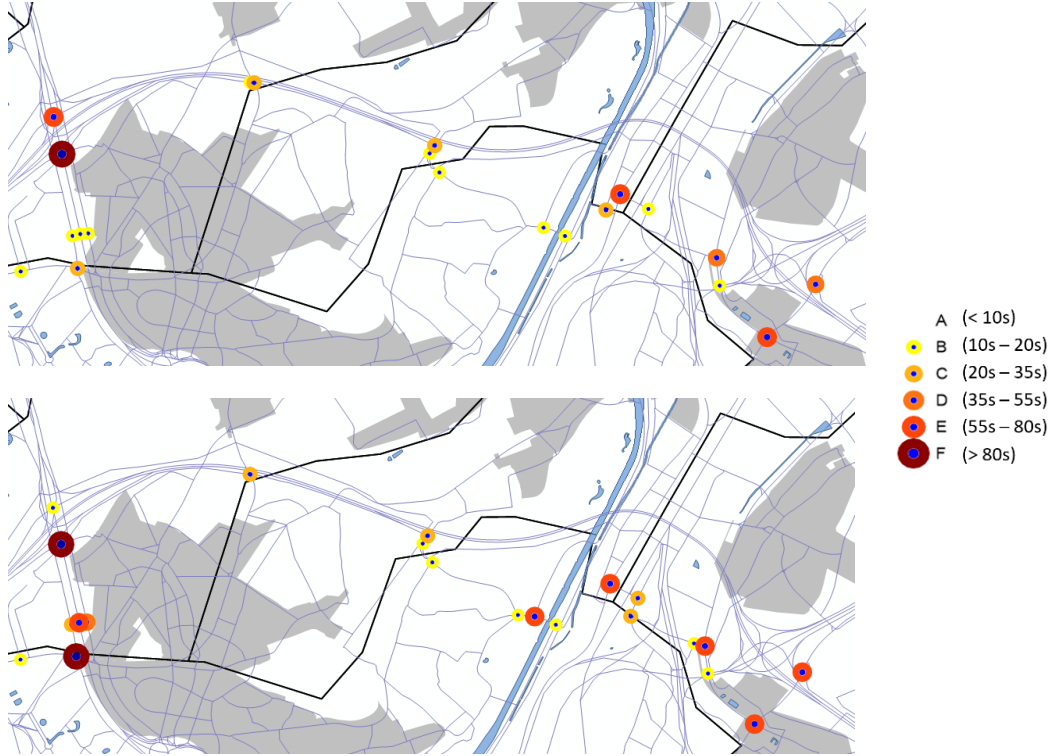 A (< 10s)
B (10s – 20s)
C (20s – 35s)
D (35s – 55s)
E (55s – 80s)
F (> 80s)